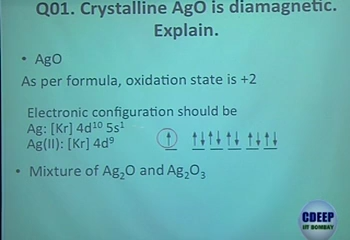 Q01. Crystalline AgO is diamagnetic.
Explain.
• AgO
As per formula, oxidation state is +2
Electronic configuration should be
Ag: [Kr] 4d¹⁰ 5s¹
Ag(II): [Kr] 4d⁹
• Mixture of Ag₂O and Ag₂O₃
CDEEP
IIT BOMBAY